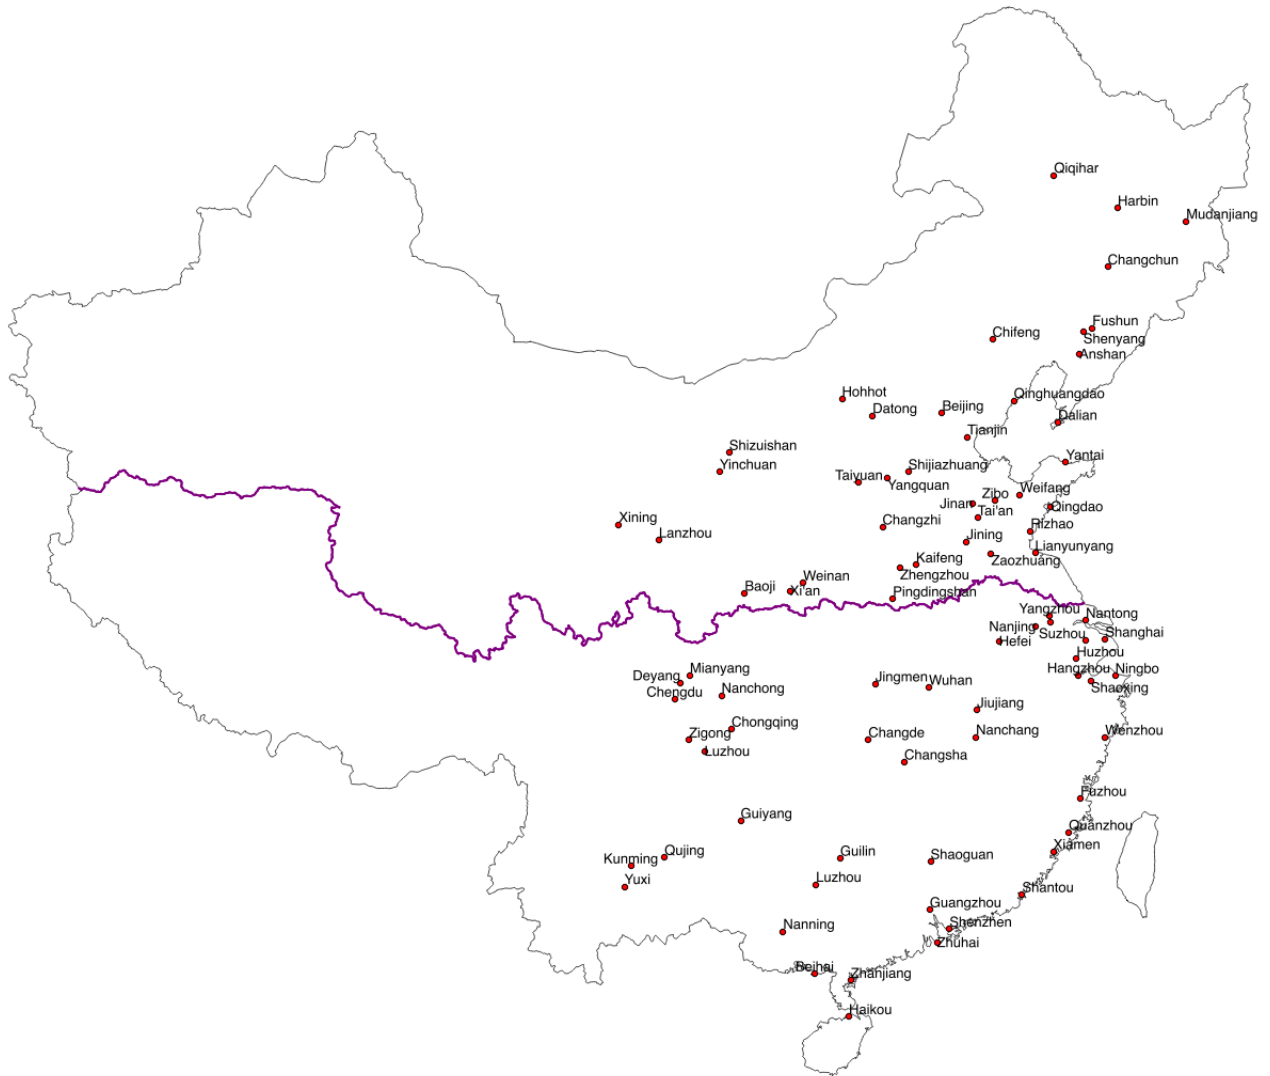 Qiqihar
Harbin
Mudanjiang
Changchun
Fushun
Chifeng
Shenyang
Anshan
Hohhot
Qinghuangdao
Datong
Beijing
Dalian
Tianjin
Shizuishan
Yantai
Yinchuan
Shijiazhuang
Taiyuan
Yangquan
Weifang
Zibo
Jinan
Qingdao
Tai'an
Xining
Changzhi
Rizhao
Lanzhou
Jining
Lianyunyang
Kaifeng
Zaozhuang
Zhengzhou
Weinan
Baoji
Xi'an
Pingdingshan
Yangzhou
Nantong
Nanjing
Suzhou
Shanghai
Hefei
Huzhou
Mianyang
Deyang
Hangzhou
Ningbo
Jingmen
Wuhan
Chengdu
Nanchong
Shaoxing
Jiujiang
Chongqing
Zigong
Changde
Nanchang
Wenzhou
Luzhou
Changsha
Fuzhou
Guiyang
Quanzhou
Xiamen
Qujing
Guilin
Shaoguan
Kunming
Yuxi
Luzhou
Shantou
Guangzhou
Nanning
Shenzhen
Zhuhai
Beihai
Zhanjiang
Haikou